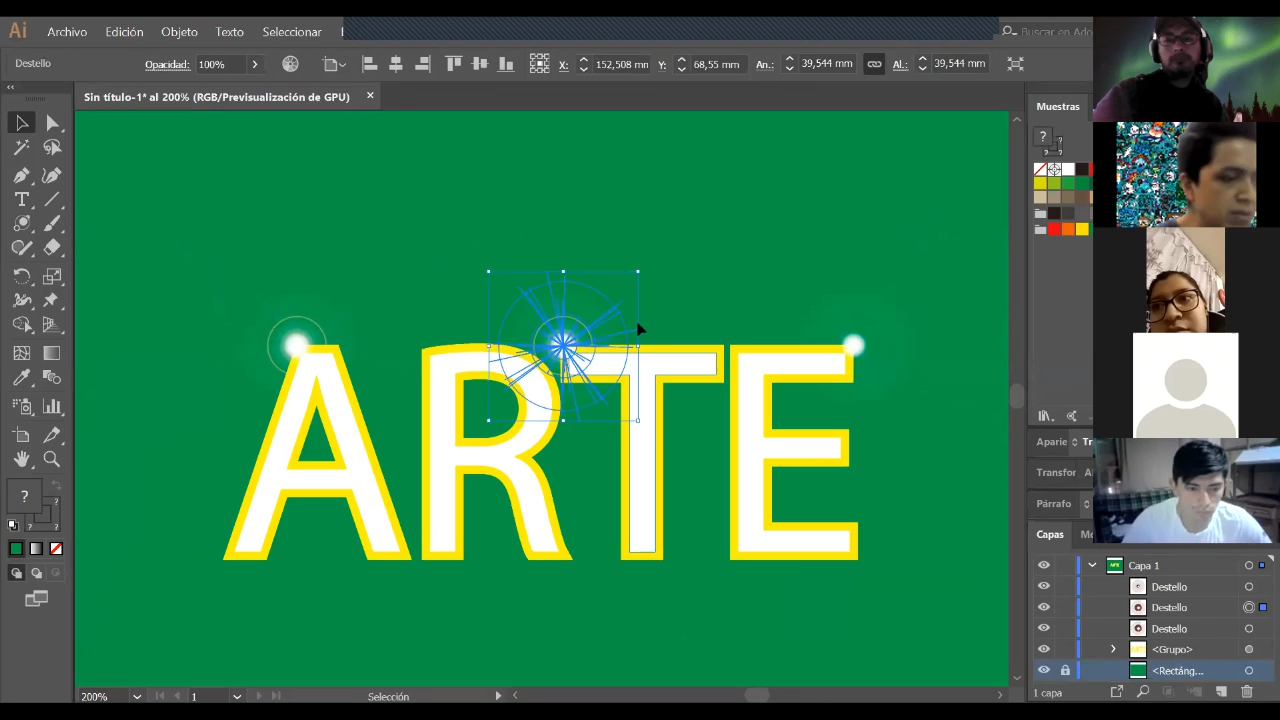 Ai Archivo Edición Objeto Texto Seleccionar
Buscar en Ado
Destello Opacidad: 100% X: 152,508 mm Y: 68,55 mm An.: 39,544 mm Al.: 39,544 mm
Sin título-1* al 200% (RGB/Previsualización de GPU)
Muestras
ARTE
Aparie
Transfor
Párrafo
Capas
Capa 1
Destello
Destello
Destello
<Grupo>
<Rectáng...
1 capa
200% 1 Selección